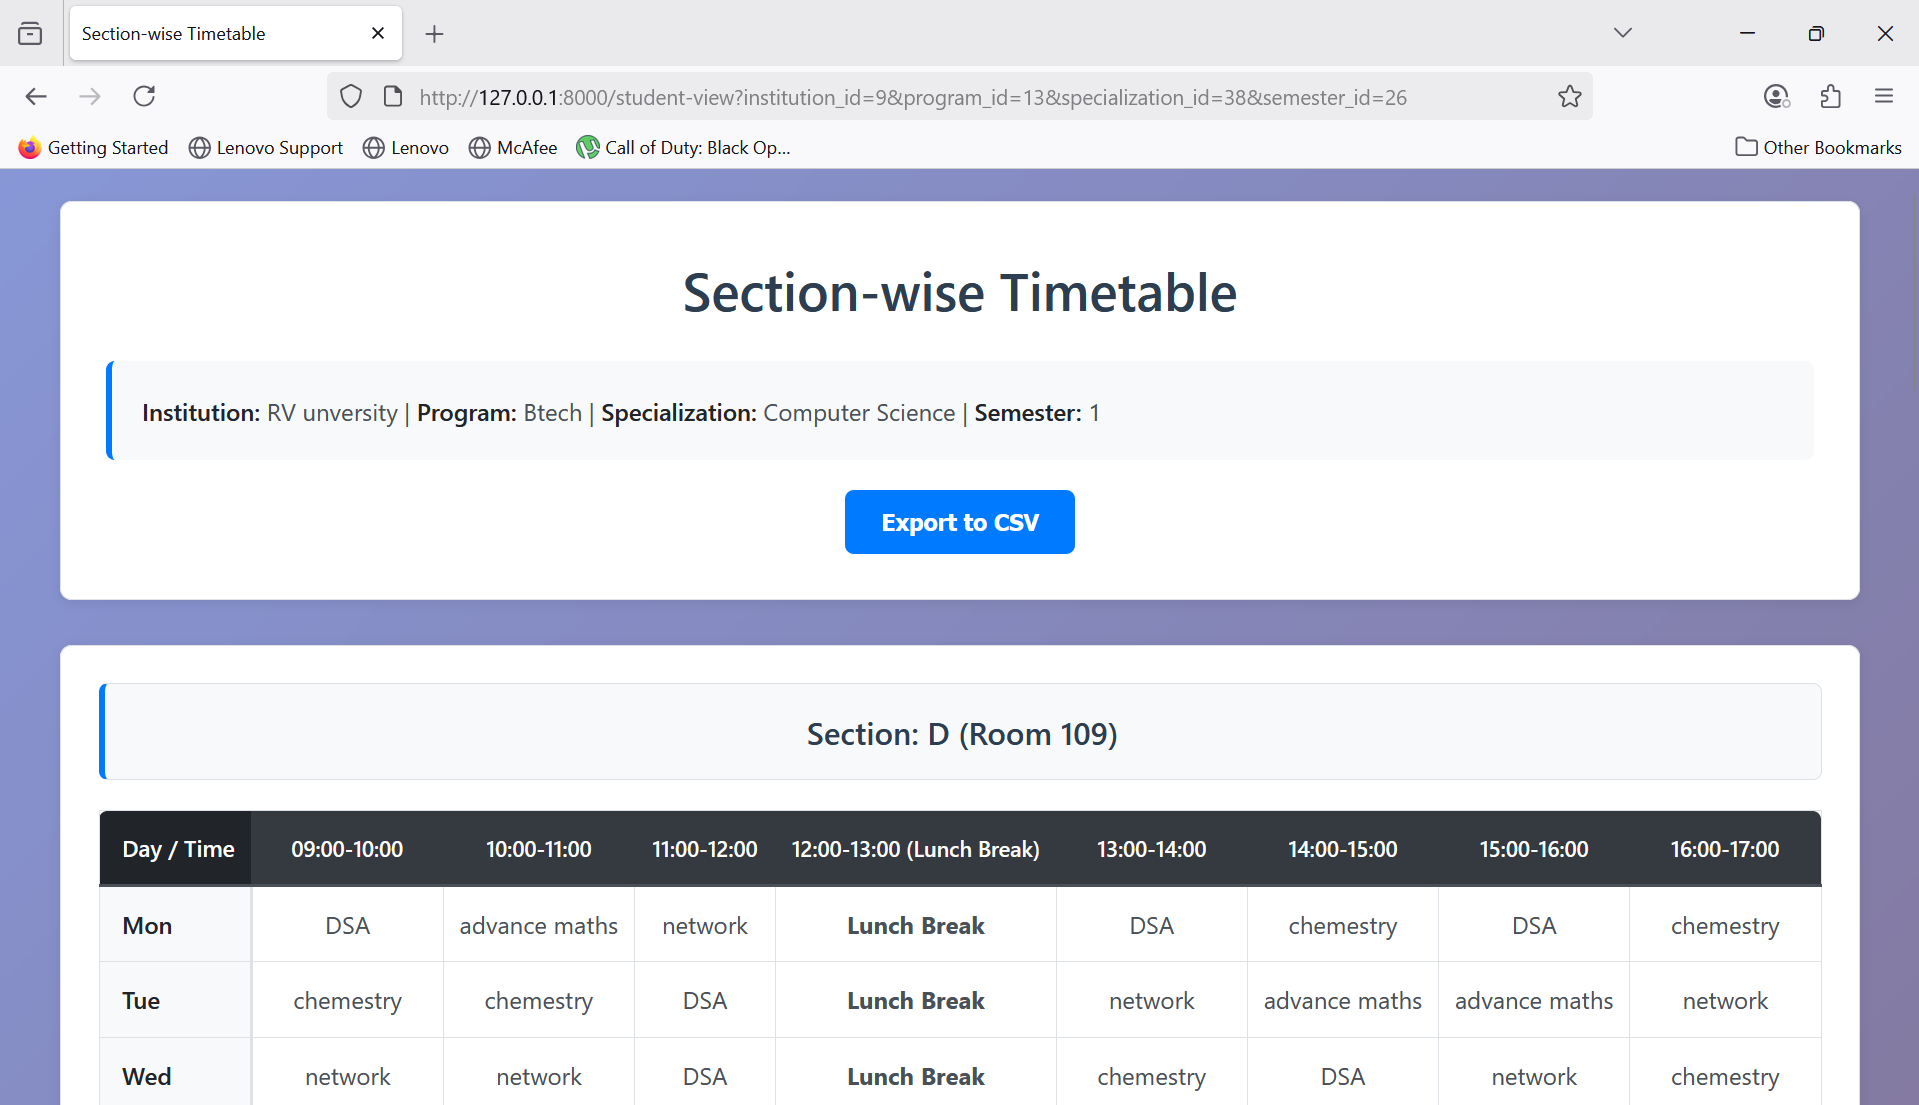 Section-wise Timetable
http://127.0.0.1:8000/student-view?institution_id=9&program_id=13&specialization_id=38&semester_id=26
Getting Started Lenovo Support Lenovo McAfee Call of Duty: Black Op... Other Bookmarks
Section-wise Timetable
Institution: RV unversity | Program: Btech | Specialization: Computer Science | Semester: 1
Export to CSV
Section: D (Room 109)
Day / Time 09:00-10:00 10:00-11:00 11:00-12:00 12:00-13:00 (Lunch Break) 13:00-14:00 14:00-15:00 15:00-16:00 16:00-17:00
Mon DSA advance maths network Lunch Break DSA chemestry DSA chemestry
Tue chemestry chemestry DSA Lunch Break network advance maths advance maths network
Wed network network DSA Lunch Break chemestry DSA network chemestry